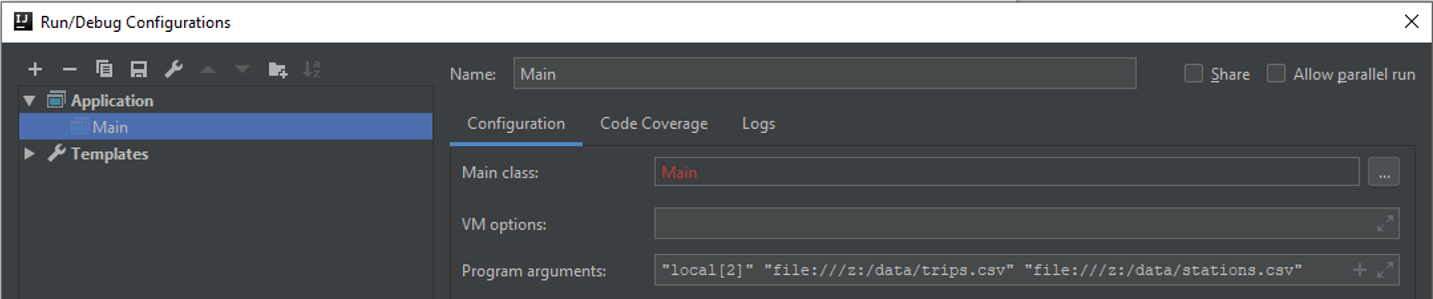 IJ Run/Debug Configurations
Name: Main Share Allow parallel run
Application
Main
Templates
Configuration Code Coverage Logs
Main class: Main ...
VM options:
Program arguments: "local[2]" "file:///z:/data/trips.csv" "file:///z:/data/stations.csv"